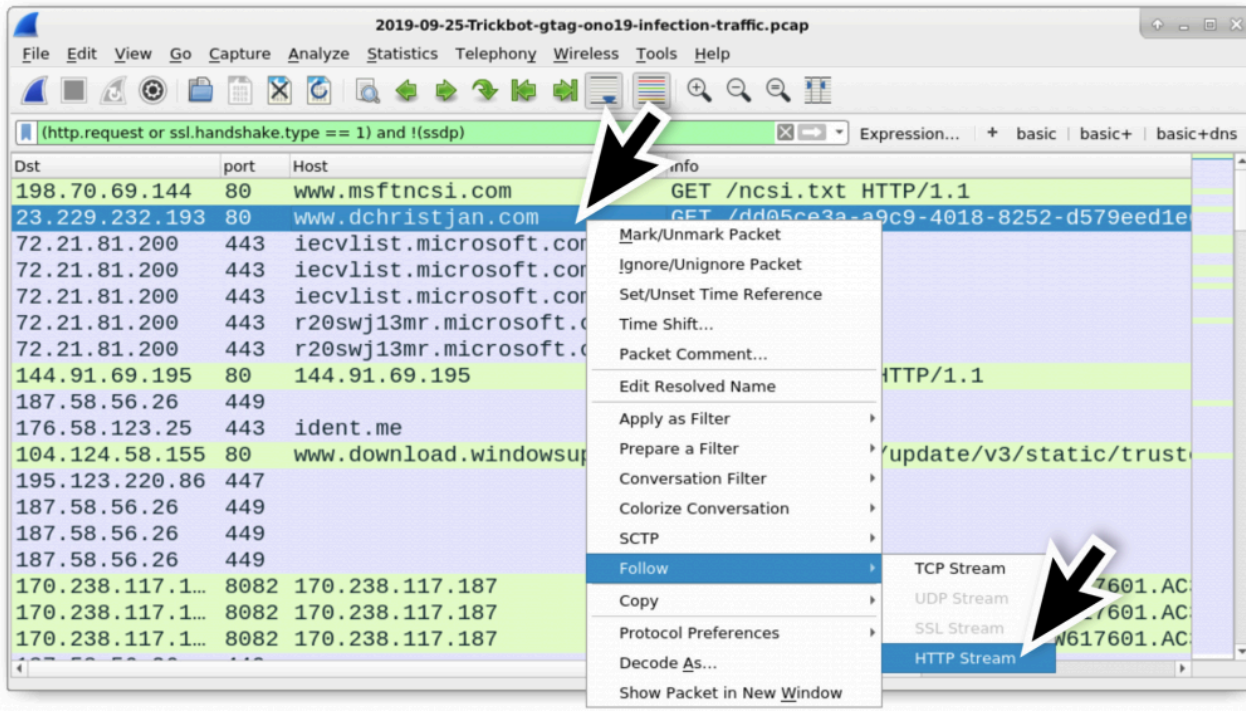 2019-09-25-Trickbot-gtag-ono19-infection-traffic.pcap
File Edit View Go Capture Analyze Statistics Telephony Wireless Tools Help
(http.request or ssl.handshake.type == 1) and !(ssdp) Expression... + basic basic+ basic+dns
Dst port Host Info
198.70.69.144 80 www.msftncsi.com GET /ncsi.txt HTTP/1.1
23.229.232.193 80 www.dchristjan.com GET /dd05ce3a-a9c9-4018-8252-d579eed1e
72.21.81.200 443 iecvlist.microsoft.com
72.21.81.200 443 iecvlist.microsoft.com
72.21.81.200 443 iecvlist.microsoft.com
72.21.81.200 443 r20swj13mr.microsoft.c
72.21.81.200 443 r20swj13mr.microsoft.c
144.91.69.195 80 144.91.69.195 HTTP/1.1
187.58.56.26 449
176.58.123.25 443 ident.me
104.124.58.155 80 www.download.windowsup /update/v3/static/trust
195.123.220.86 447
187.58.56.26 449
187.58.56.26 449
187.58.56.26 449
170.238.117.1… 8082 170.238.117.187 17601.AC
170.238.117.1… 8082 170.238.117.187 17601.AC
170.238.117.1… 8082 170.238.117.187 W617601.AC
Mark/Unmark Packet
Ignore/Unignore Packet
Set/Unset Time Reference
Time Shift...
Packet Comment...
Edit Resolved Name
Apply as Filter
Prepare a Filter
Conversation Filter
Colorize Conversation
SCTP
Follow
Copy
Protocol Preferences
Decode As...
Show Packet in New Window
TCP Stream
UDP Stream
SSL Stream
HTTP Stream